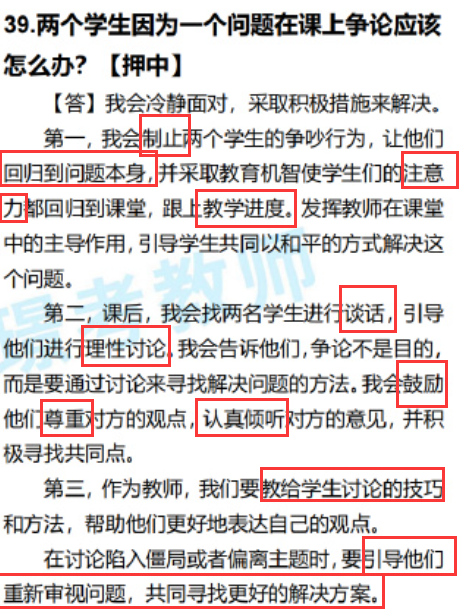 39.两个学生因为一个问题在课上争论应该
怎么办？【押中】
【答】我会冷静面对，采取积极措施来解决。
第一，我会制止两个学生的争吵行为，让他们
回归到问题本身，并采取教育机智使学生们的注意
力都回归到课堂，跟上教学进度。发挥教师在课堂
中的主导作用，引导学生共同以和平的方式解决这
个问题。
第二，课后，我会找两名学生进行谈话，引导
他们进行理性讨论。我会告诉他们，争论不是目的，
而是要通过讨论来寻找解决问题的方法。我会鼓励
他们尊重对方的观点，认真倾听对方的意见，并积
极寻找共同点。
第三，作为教师，我们要教给学生讨论的技巧
和方法，帮助他们更好地表达自己的观点。
在讨论陷入僵局或者偏离主题时，要引导他们
重新审视问题，共同寻找更好的解决方案。
璟考教师